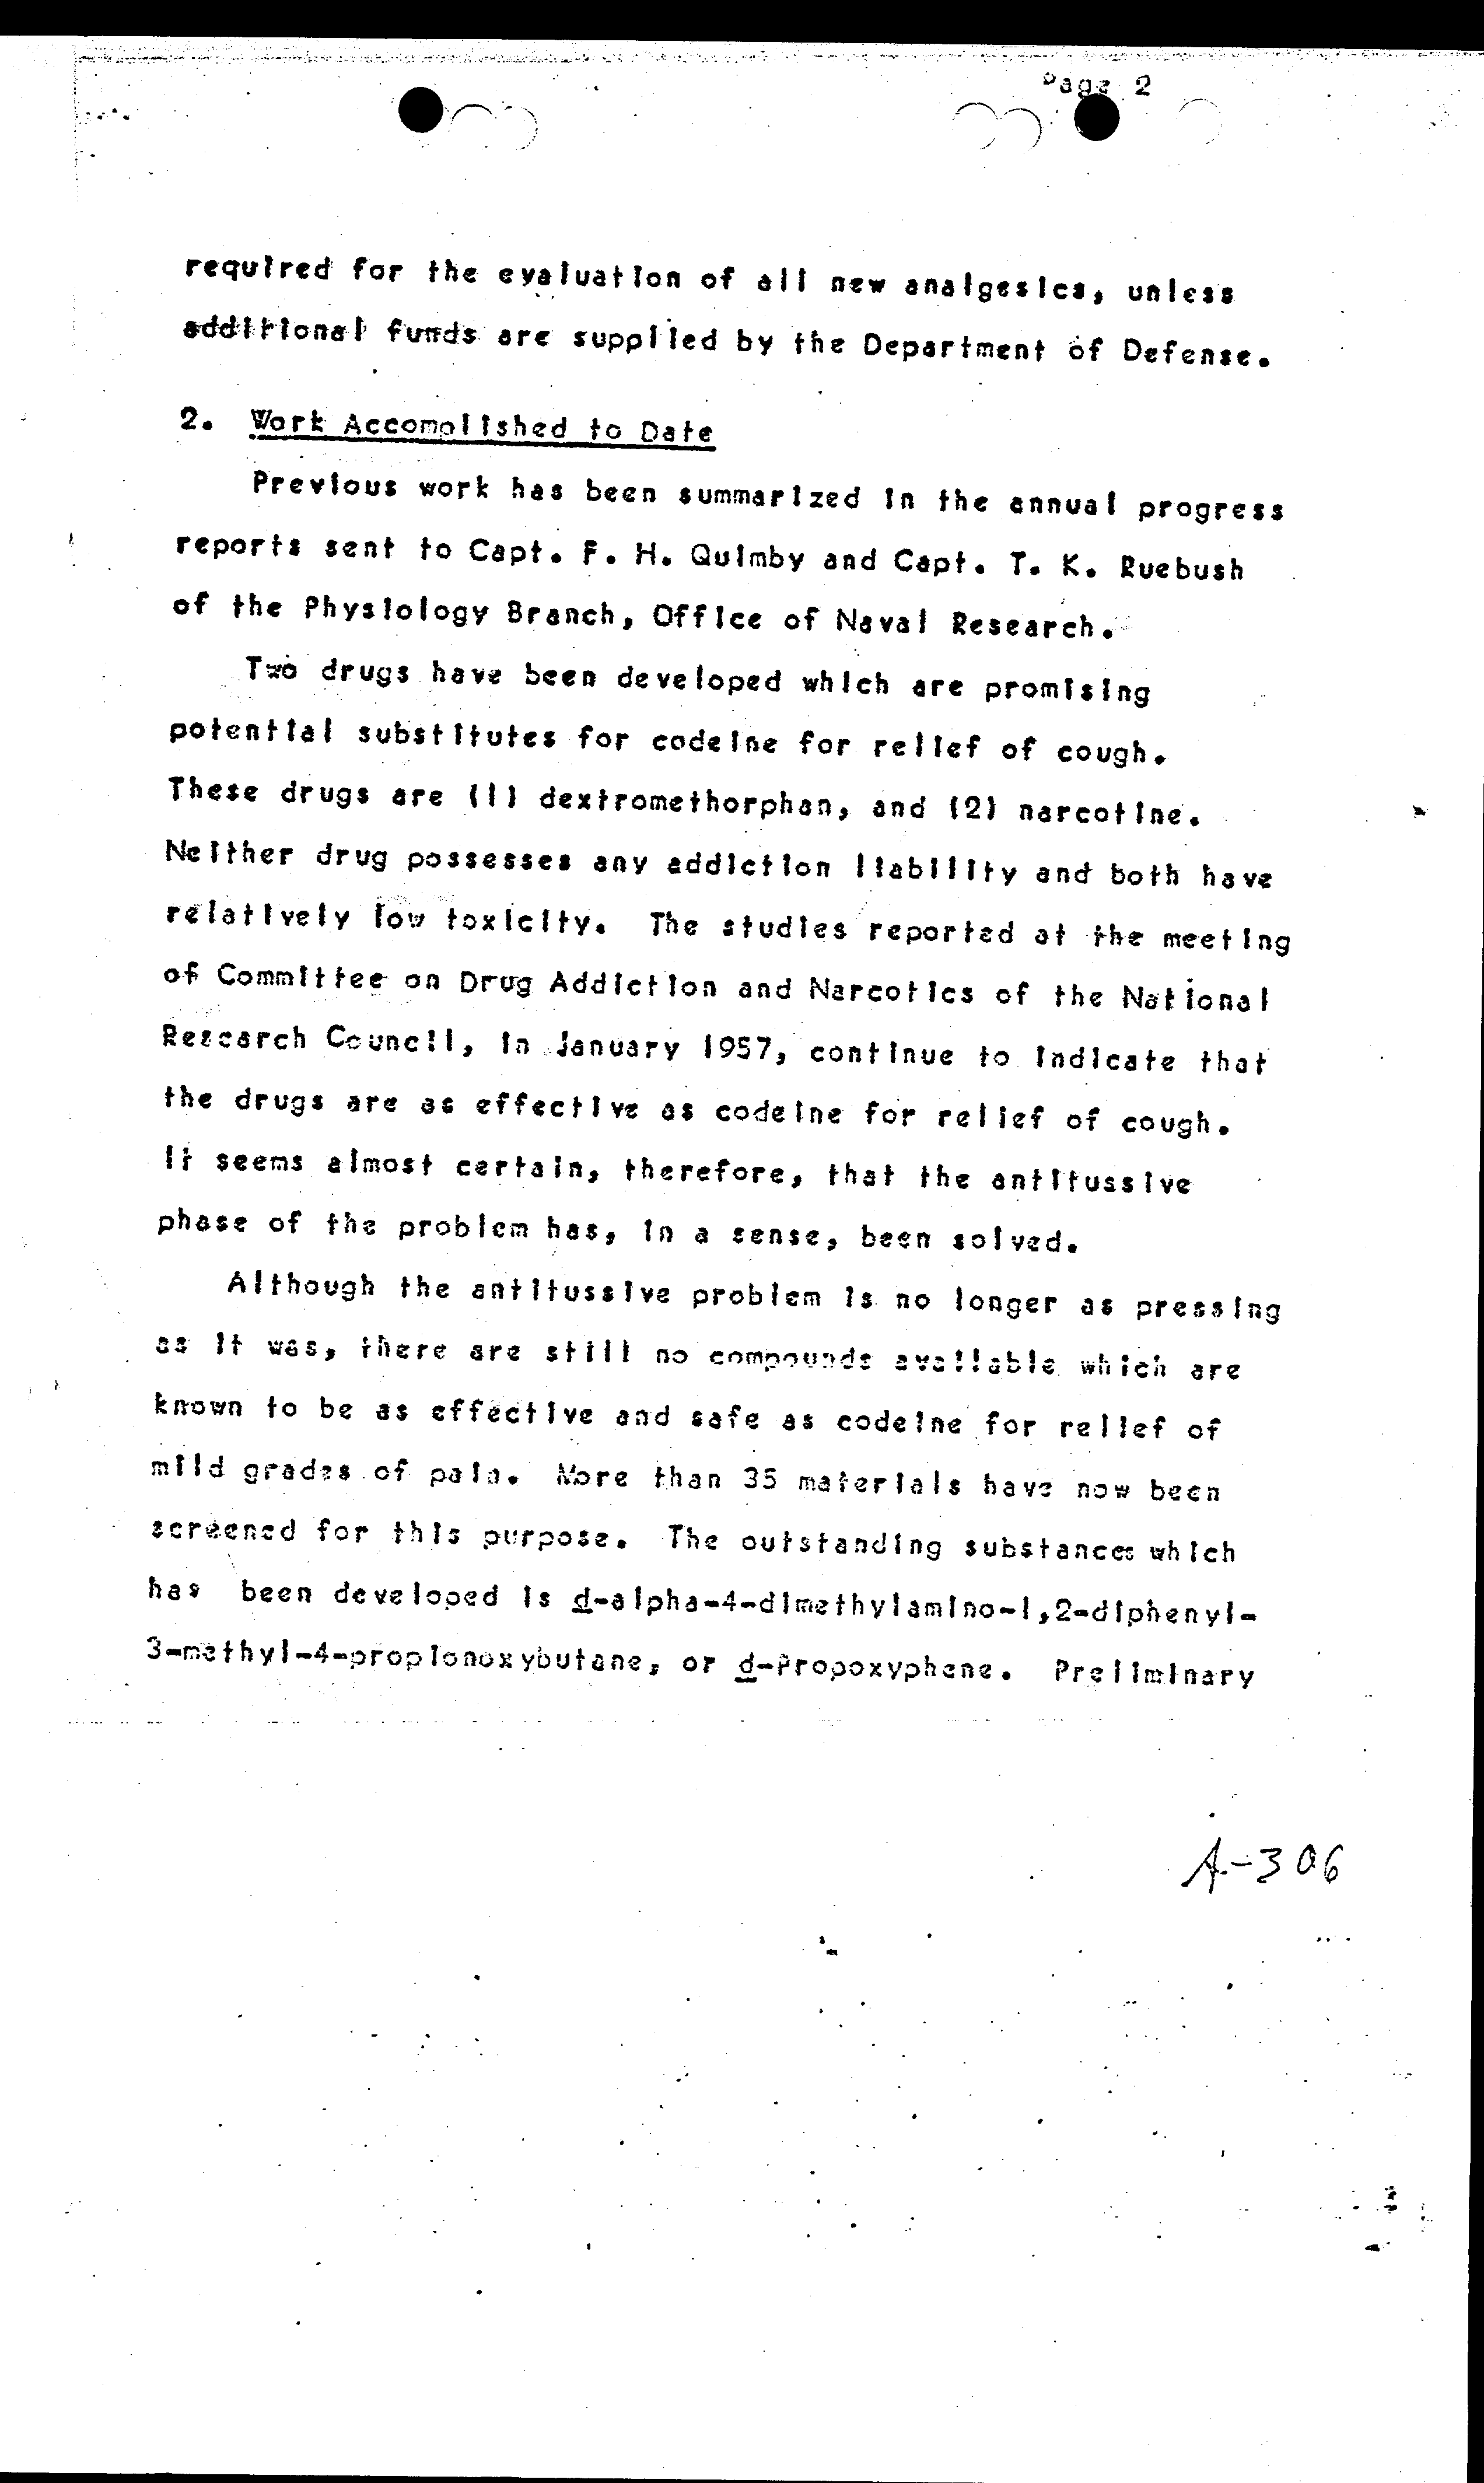 Page 2
required for the evaluation of all new analgesics, unless
additional funds are supplied by the Department of Defense.
2. Work Accomplished to Date
Previous work has been summarized in the annual progress
reports sent to Capt. F. H. Quimby and Capt. T. K. Ruebush
of the Physiology Branch, Office of Naval Research.
Two drugs have been developed which are promising
potential substitutes for codeine for relief of cough.
These drugs are (1) dextromethorphan, and (2) narcotine.
Neither drug possesses any addiction liability and both have
relatively low toxicity. The studies reported at the meeting
of Committee on Drug Addiction and Narcotics of the National
Research Council, in January 1957, continue to indicate that
the drugs are as effective as codeine for relief of cough.
It seems almost certain, therefore, that the antitussive
phase of the problem has, in a sense, been solved.
Although the antitussive problem is no longer as pressing
as it was, there are still no compounds available which are
known to be as effective and safe as codeine for relief of
mild grades of pain. More than 35 materials have now been
screened for this purpose. The outstanding substances which
has been developed is d-alpha-4-dimethylamino-1,2-diphenyl-
3-methyl-4-propionoxybutane, or d-Propoxyphene. Preliminary
A-306